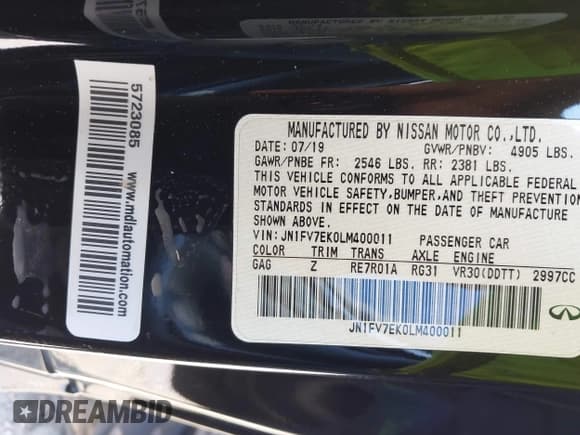 MANUFACTURED BY NISSAN MOTOR CO.,LTD.
DATE: 07/19 GVWR/PNBV: 4905 LBS.
GAWR/PNBE FR: 2546 LBS. RR: 2381 LBS.
THIS VEHICLE CONFORMS TO ALL APPLICABLE FEDERAL
MOTOR VEHICLE SAFETY,BUMPER,AND THEFT PREVENTION
STANDARDS IN EFFECT ON THE DATE OF MANUFACTURE
SHOWN ABOVE.
VIN: JN1FV7EK0LM400011 PASSENGER CAR
COLOR TRIM TRANS AXLE ENGINE
GAG Z RE7R01A RG31 VR30(DDTT) 2997CC
JN1FV7EK0LM400011
INFINITI
5723085
www.mdlautomation.com
DREAMBID